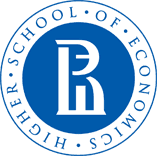 HIGHER · SCHOOL · OF · ECONOMICS ·